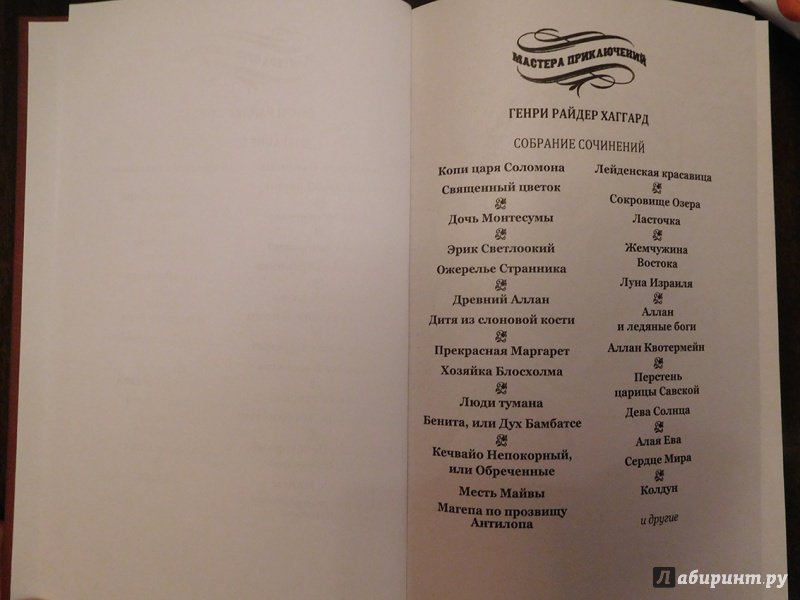 МАСТЕРА ПРИКЛЮЧЕНИЙ
ГЕНРИ РАЙДЕР ХАГГАРД
СОБРАНИЕ СОЧИНЕНИЙ
Копи царя Соломона
Священный цветок
Дочь Монтесумы
Эрик Светлоокий
Ожерелье Странника
Древний Аллан
Дитя из слоновой кости
Прекрасная Маргарет
Хозяйка Блосхолма
Люди тумана
Бенита, или Дух Бамбатсе
Кечвайо Непокорный,
или Обреченные
Месть Майвы
Магепа по прозвищу
Антилопа
Лейденская красавица
Сокровище Озера
Ласточка
Жемчужина
Востока
Луна Израиля
Аллан
и ледяные боги
Аллан Квотермейн
Перстень
царицы Савской
Дева Солнца
Алая Ева
Сердце Мира
Колдун
и другие
Лабиринт.ру